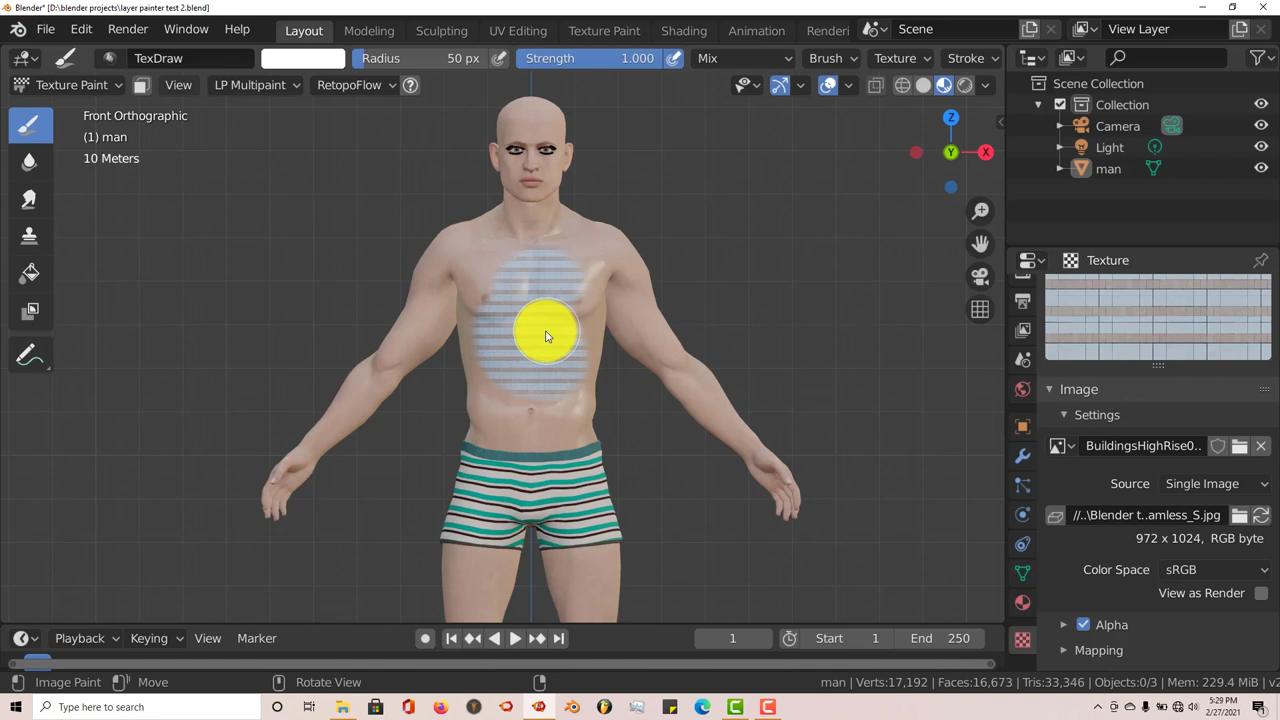 Blender* [D:\blender projects\layer painter test 2.blend]
File Edit Render Window Help Layout Modeling Sculpting UV Editing Texture Paint Shading Animation Renderi Scene View Layer
TexDraw Radius 50 px Strength 1.000 Mix Brush Texture Stroke
Texture Paint View LP Multipaint RetopoFlow
Front Orthographic
(1) man
10 Meters
Z
Y
X
Scene Collection
Collection
Camera
Light
man
Texture
Image
Settings
BuildingsHighRise0..
Source Single Image
//..\Blender t..amless_S.jpg
972 x 1024, RGB byte
Color Space sRGB
View as Render
Alpha
Mapping
Playback Keying View Marker 1 Start 1 End 250
Image Paint Move Rotate View man | Verts:17,192 | Faces:16,673 | Tris:33,346 | Objects:0/3 | Mem: 229.4 MiB | v2
Type here to search
5:29 PM
2/27/2021